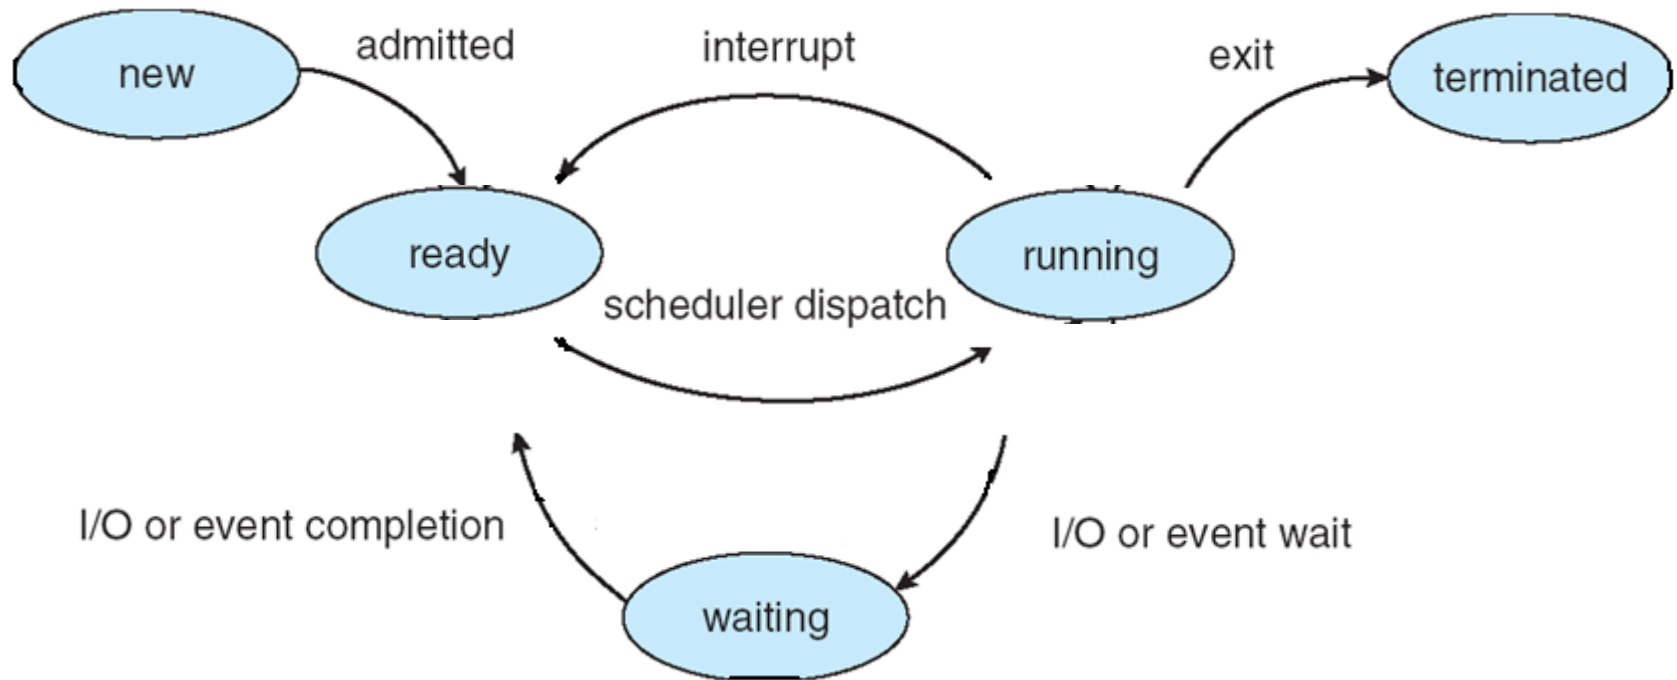 new
admitted
interrupt
exit
terminated
ready
running
scheduler dispatch
I/O or event completion
I/O or event wait
waiting